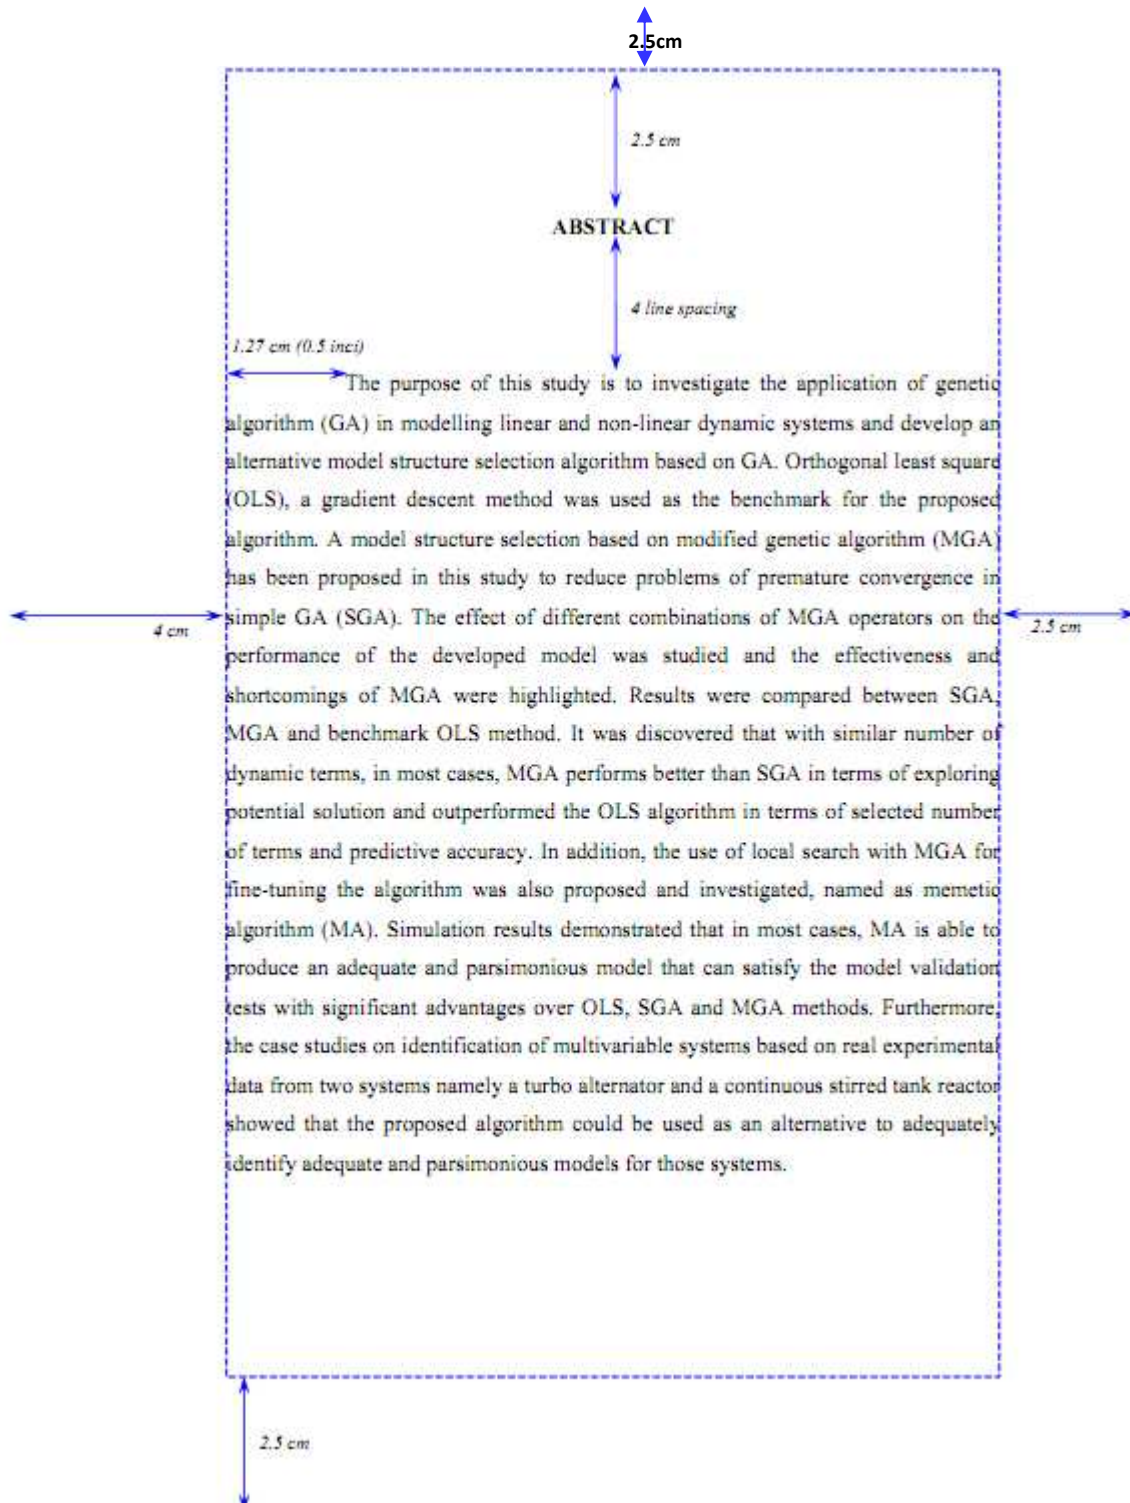 2.5cm
2.5 cm
ABSTRACT
4 line spacing
1.27 cm (0.5 inci)
The purpose of this study is to investigate the application of genetic
algorithm (GA) in modelling linear and non-linear dynamic systems and develop an
alternative model structure selection algorithm based on GA. Orthogonal least square
(OLS), a gradient descent method was used as the benchmark for the proposed
algorithm. A model structure selection based on modified genetic algorithm (MGA)
has been proposed in this study to reduce problems of premature convergence in
simple GA (SGA). The effect of different combinations of MGA operators on the
4 cm
2.5 cm
performance of the developed model was studied and the effectiveness and
shortcomings of MGA were highlighted. Results were compared between SGA,
MGA and benchmark OLS method. It was discovered that with similar number of
dynamic terms, in most cases, MGA performs better than SGA in terms of exploring
potential solution and outperformed the OLS algorithm in terms of selected number
of terms and predictive accuracy. In addition, the use of local search with MGA for
fine-tuning the algorithm was also proposed and investigated, named as memetic
algorithm (MA). Simulation results demonstrated that in most cases, MA is able to
produce an adequate and parsimonious model that can satisfy the model validation
tests with significant advantages over OLS, SGA and MGA methods. Furthermore,
the case studies on identification of multivariable systems based on real experimental
data from two systems namely a turbo alternator and a continuous stirred tank reactor
showed that the proposed algorithm could be used as an alternative to adequately
identify adequate and parsimonious models for those systems.
2.5 cm